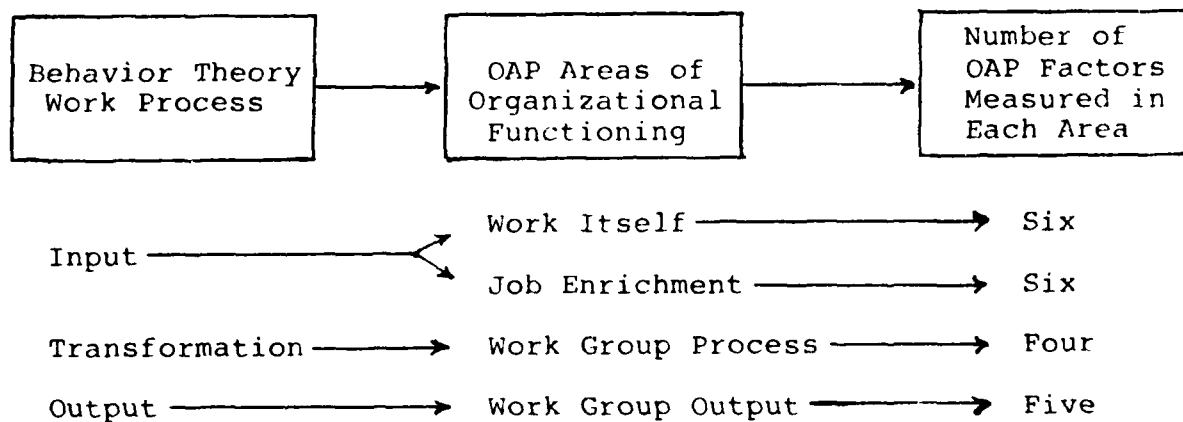 Behavior Theory
Work Process
OAP Areas of
Organizational
Functioning
Number of
OAP Factors
Measured in
Each Area
Input
Work Itself
Six
Job Enrichment
Six
Transformation
Work Group Process
Four
Output
Work Group Output
Five